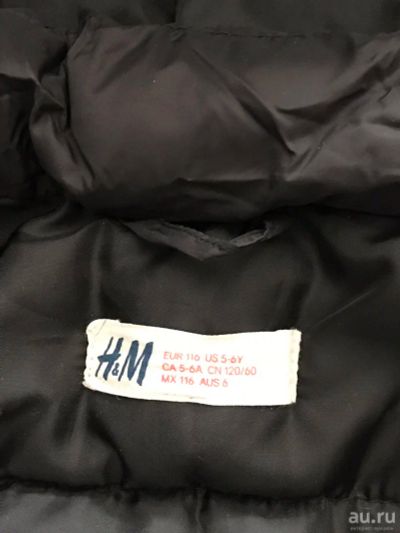 H&M
EUR 116 US 5-6Y
CA 5-6A CN 120/60
MX 116 AUS 6
au.ru